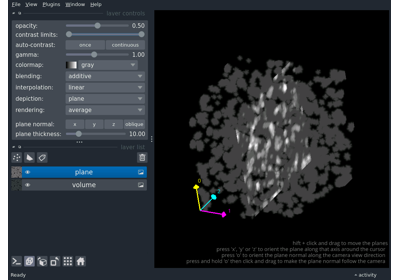 File View Plugins Window Help
layer controls
opacity: 0.50
contrast limits:
auto-contrast: once continuous
gamma: 1.00
colormap: gray
blending: additive
interpolation: linear
depiction: plane
rendering: average
plane normal: x y z oblique
plane thickness: 10.00
layer list
plane
volume
0
2
1
hift + click and drag to move the planes
press 'x', 'y' or 'z' to orient the plane along that axis around the cursor
press 'o' to orient the plane normal along the camera view direction
press and hold 'o' then click and drag to make the plane normal follow the camera
Ready
activity